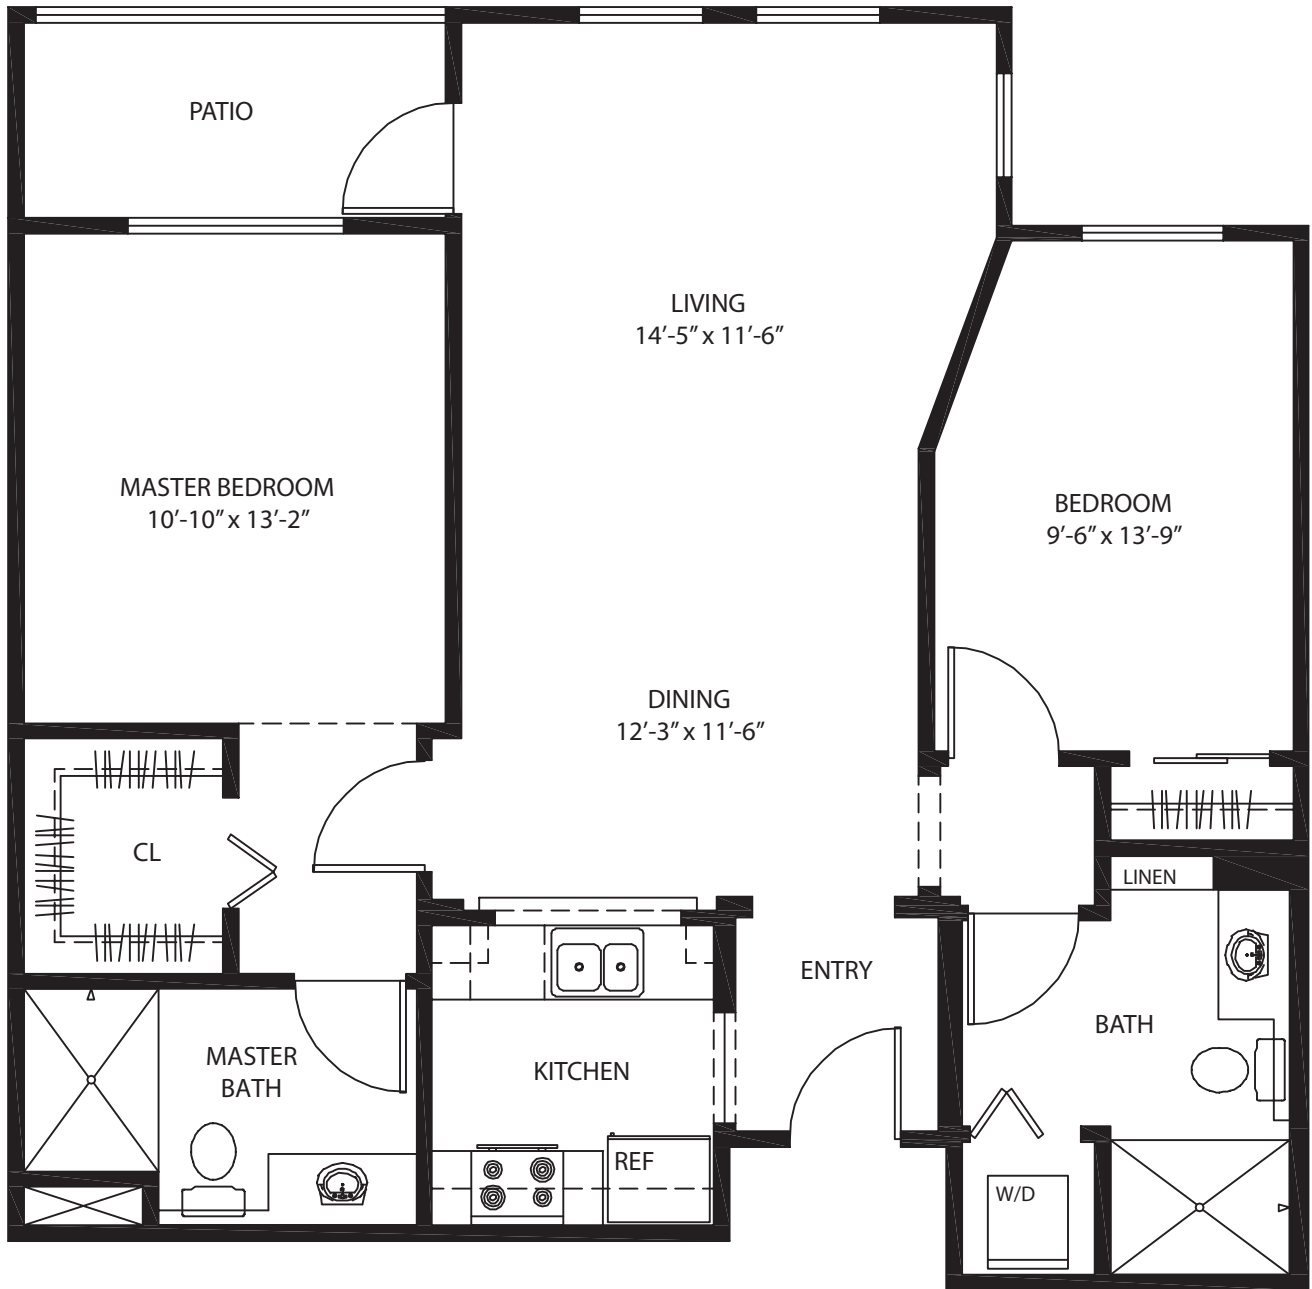 PATIO
LIVING
14’-5” x 11’-6”
MASTER BEDROOM
10’-10” x 13’-2”
BEDROOM
9’-6” x 13’-9”
DINING
12’-3” x 11’-6”
CL
LINEN
ENTRY
BATH
MASTER
BATH
KITCHEN
REF
W/D